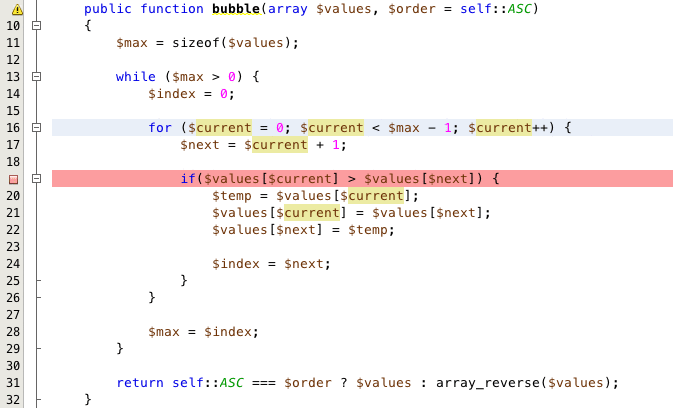 public function bubble(array $values, $order = self::ASC)
10 {
11 $max = sizeof($values);
12
13 while ($max > 0) {
14 $index = 0;
15
16 for ($current = 0; $current < $max - 1; $current++) {
17 $next = $current + 1;
18
if($values[$current] > $values[$next]) {
20 $temp = $values[$current];
21 $values[$current] = $values[$next];
22 $values[$next] = $temp;
23
24 $index = $next;
25 }
26 }
27
28 $max = $index;
29 }
30
31 return self::ASC === $order ? $values : array_reverse($values);
32 }